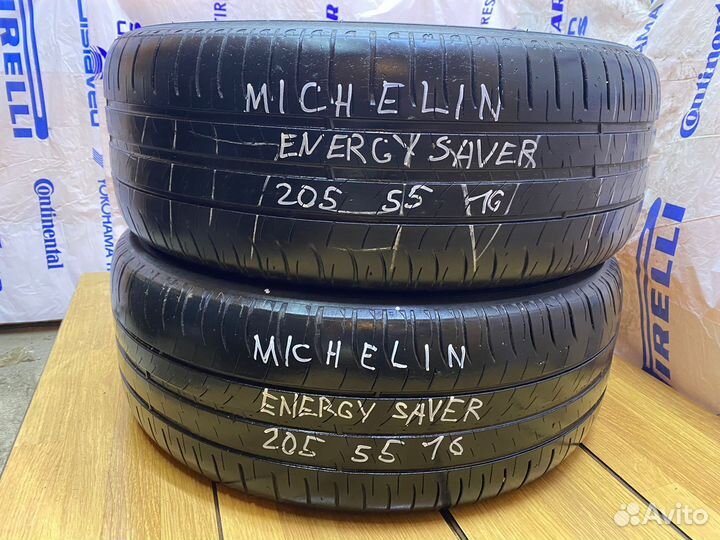 MICHELIN
ENERGY SAVER
205 55 16
MICHELIN
ENERGY SAVER
205 55 16
PIRELLI
Continental
YOKOHAMA
Continental
PIRELLI
Avito